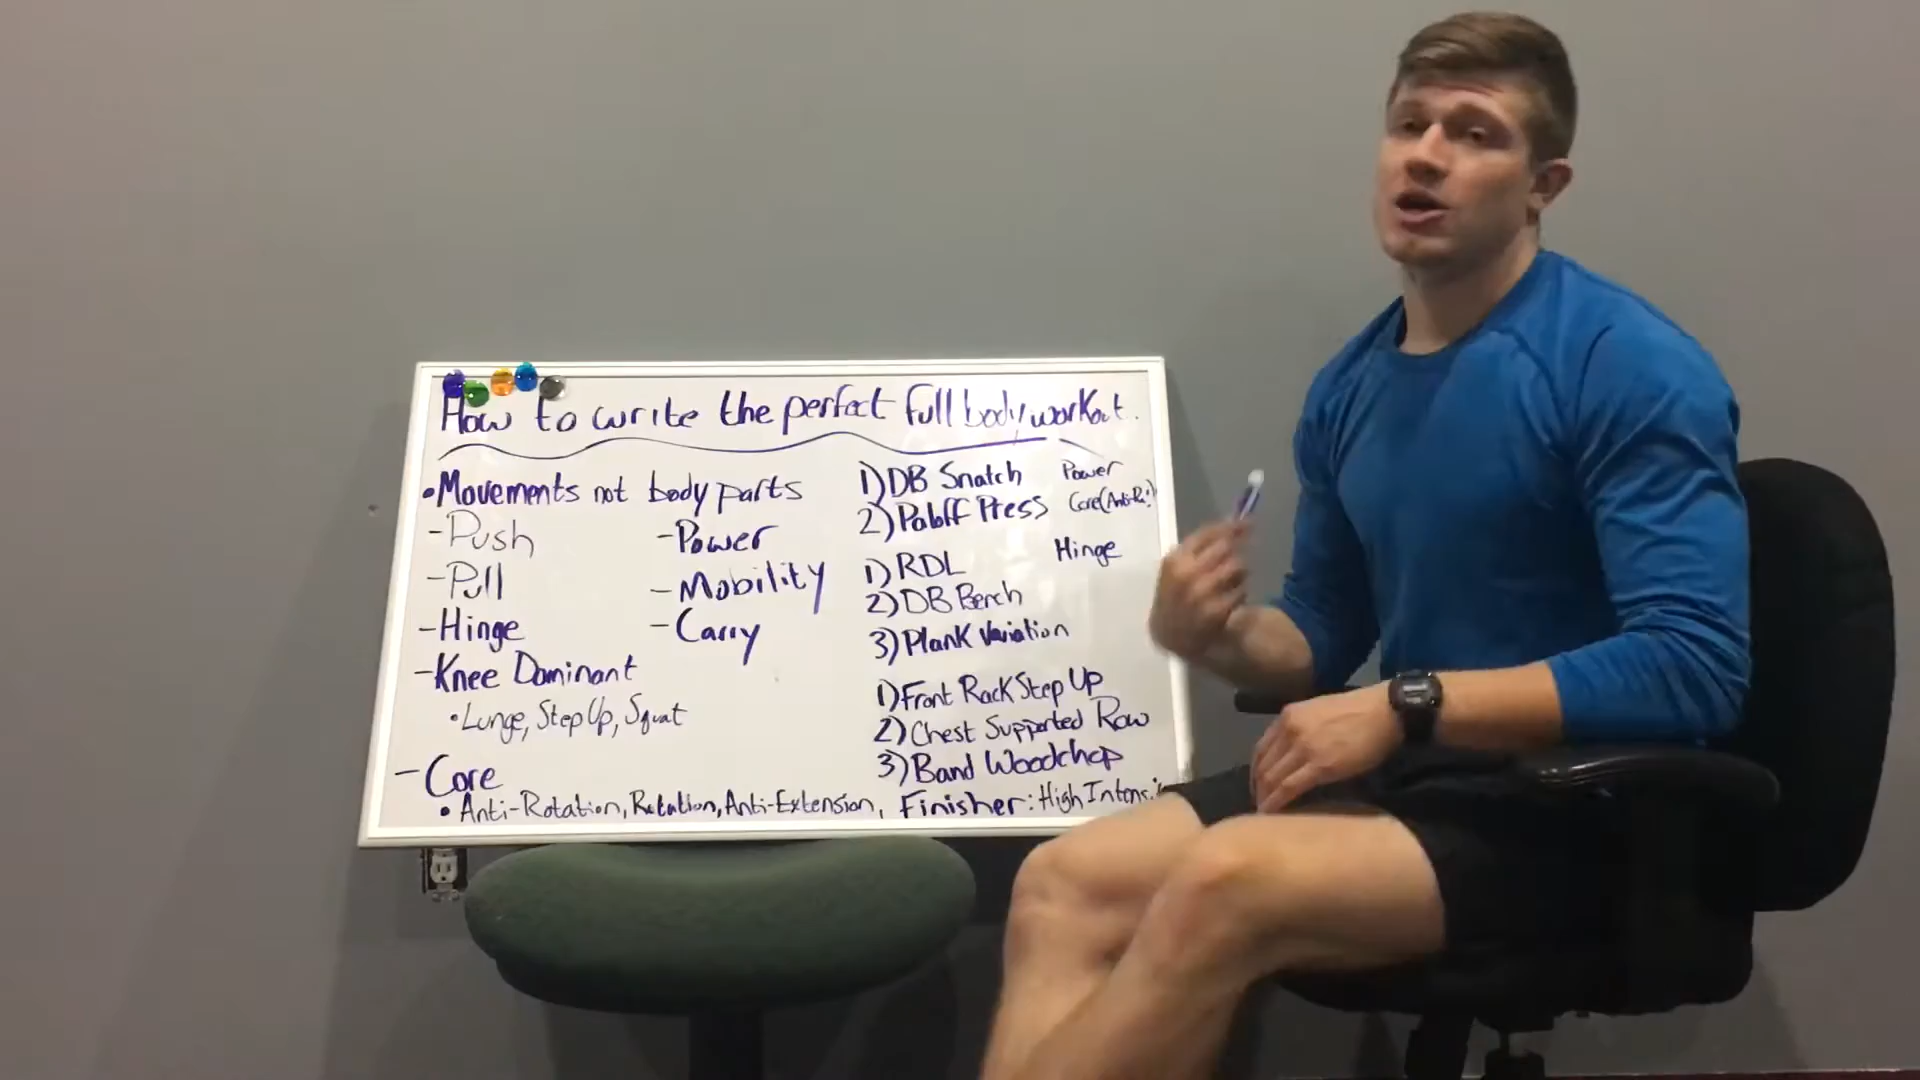 How to write the perfect full body workout.
• Movements not body parts
- Push
- Pull
- Hinge
- Knee Dominant
• Lunge, Step Up, Squat
- Core
• Anti-Rotation, Rotation, Anti-Extension,
- Power
- Mobility
- Carry
1) DB Snatch Power
2) Paloff Press Core
1) RDL Hinge
2) DB Bench
3) Plank Variation
1) Front Rack Step Up
2) Chest Supported Row
3) Band Woodchop
Finisher: High